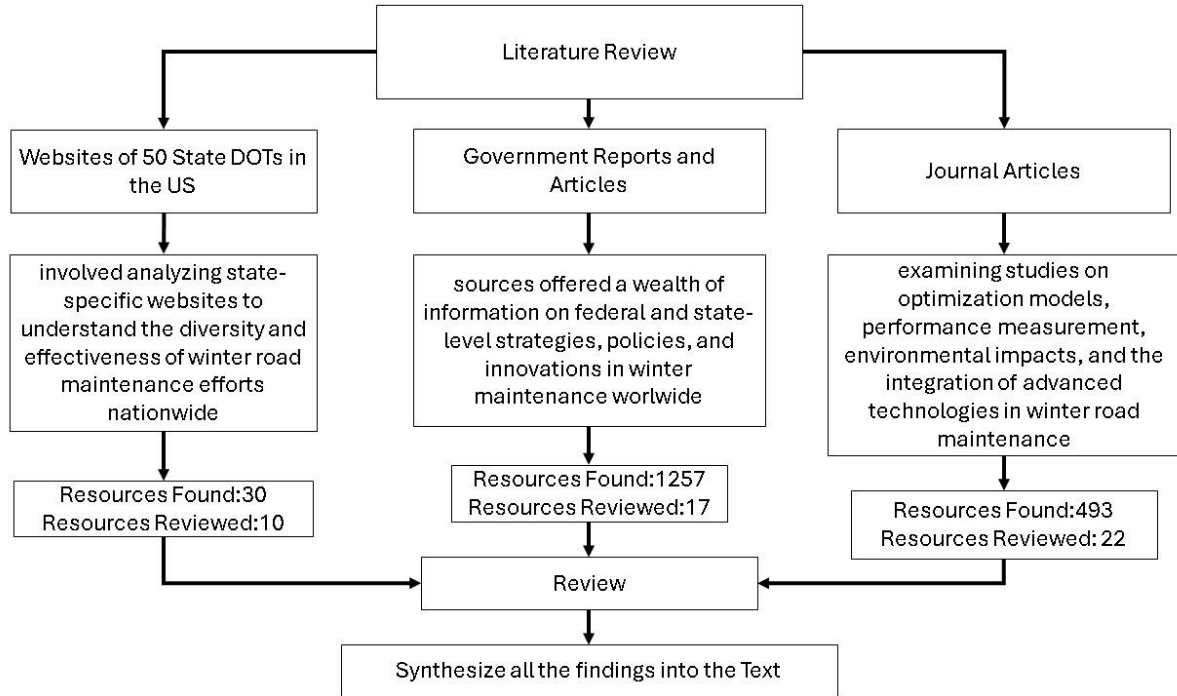 Literature Review
Websites of 50 State DOTs in
the US
Government Reports and
Articles
Journal Articles
involved analyzing state-
specific websites to
understand the diversity and
effectiveness of winter road
maintenance efforts
nationwide
sources offered a wealth of
information on federal and state-
level strategies, policies, and
innovations in winter
maintenance worlwide
examining studies on
optimization models,
performance measurement,
environmental impacts, and the
integration of advanced
technologies in winter road
maintenance
Resources Found:30
Resources Reviewed:10
Resources Found:1257
Resources Reviewed:17
Resources Found:493
Resources Reviewed: 22
Review
Synthesize all the findings into the Text